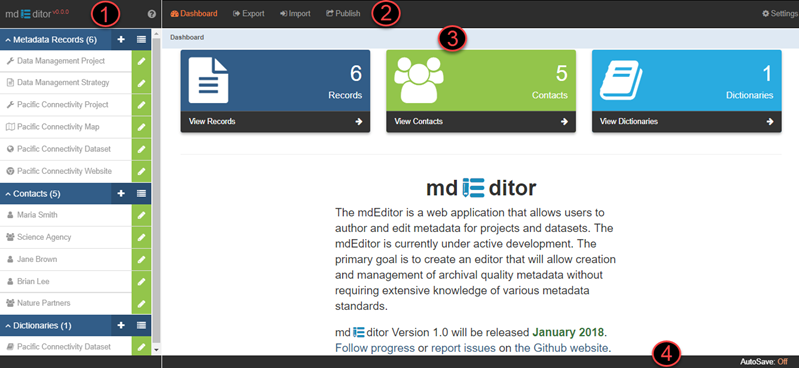 md Editor v0.0.0
1
Dashboard Export Import Publish
2
Settings
Metadata Records (6)
Data Management Project
Data Management Strategy
Pacific Connectivity Project
Pacific Connectivity Map
Pacific Connectivity Dataset
Pacific Connectivity Website
Contacts (5)
Maria Smith
Science Agency
Jane Brown
Brian Lee
Nature Partners
Dictionaries (1)
Pacific Connectivity Dataset
Dashboard
3
6
Records
View Records
5
Contacts
View Contacts
1
Dictionaries
View Dictionaries
md Editor
The mdEditor is a web application that allows users to
author and edit metadata for projects and datasets. The
mdEditor is currently under active development. The
primary goal is to create an editor that will allow creation
and management of archival quality metadata without
requiring extensive knowledge of various metadata
standards.
md Editor Version 1.0 will be released January 2018.
Follow progress or report issues on the Github website.
4
AutoSave: Off